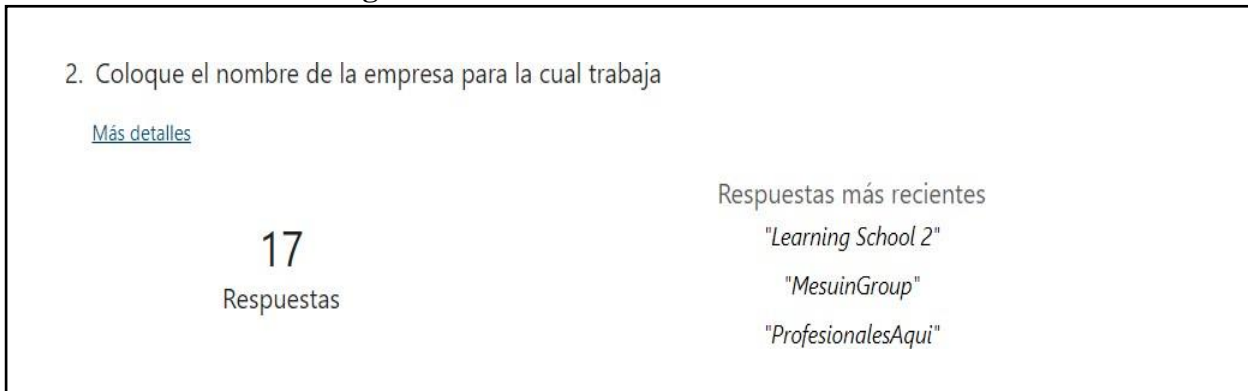 2. Coloque el nombre de la empresa para la cual trabaja
Más detalles
17
Respuestas
Respuestas más recientes
"Learning School 2"
"MesuinGroup"
"ProfesionalesAqui"